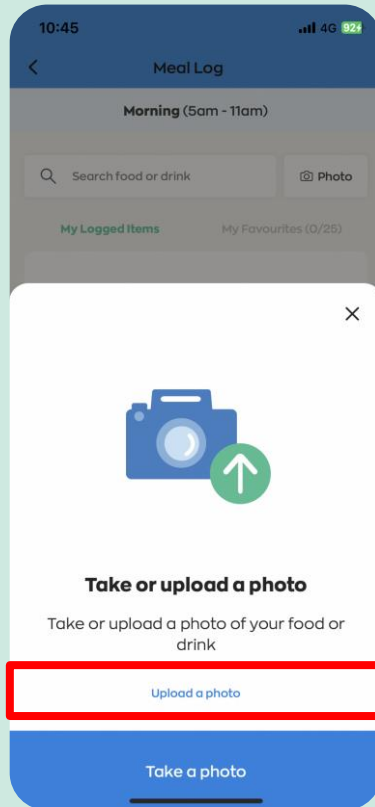 10:45 4G 92
Meal Log
Morning (5am - 11am)
Search food or drink Photo
My Logged Items My Favourites (0/25)
Take or upload a photo
Take or upload a photo of your food or
drink
Upload a photo
Take a photo